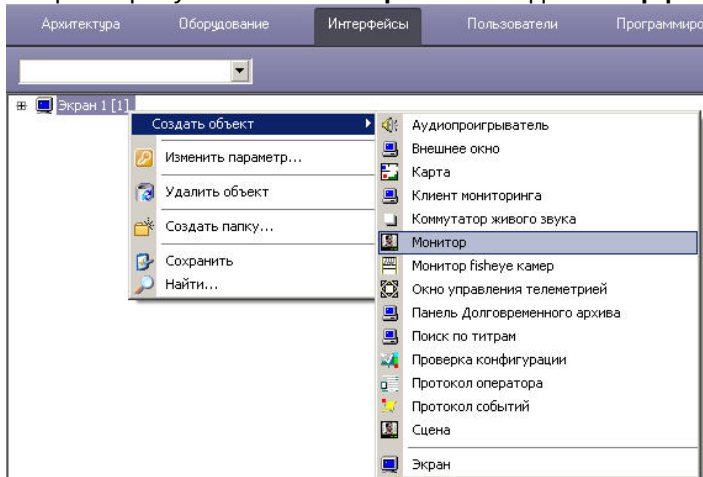 Архитектура Оборудование Интерфейсы Пользователи Программиро
Экран 1 [1]
Создать объект
Изменить параметр...
Удалить объект
Создать папку...
Сохранить
Найти...
Аудиопроигрыватель
Внешнее окно
Карта
Клиент мониторинга
Коммутатор живого звука
Монитор
Монитор fisheye камер
Окно управления телеметрией
Панель Долговременного архива
Поиск по титрам
Проверка конфигурации
Протокол оператора
Протокол событий
Сцена
Экран